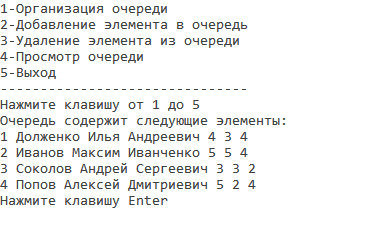 1-Организация очереди
2-Добавление элемента в очередь
3-Удаление элемента из очереди
4-Просмотр очереди
5-Выход
-------------------------------
Нажмите клавишу от 1 до 5
Очередь содержит следующие элементы:
1 Долженко Илья Андреевич 4 3 4
2 Иванов Максим Иванченко 5 5 4
3 Соколов Андрей Сергеевич 3 3 2
4 Попов Алексей Дмитриевич 5 2 4
Нажмите клавишу Enter